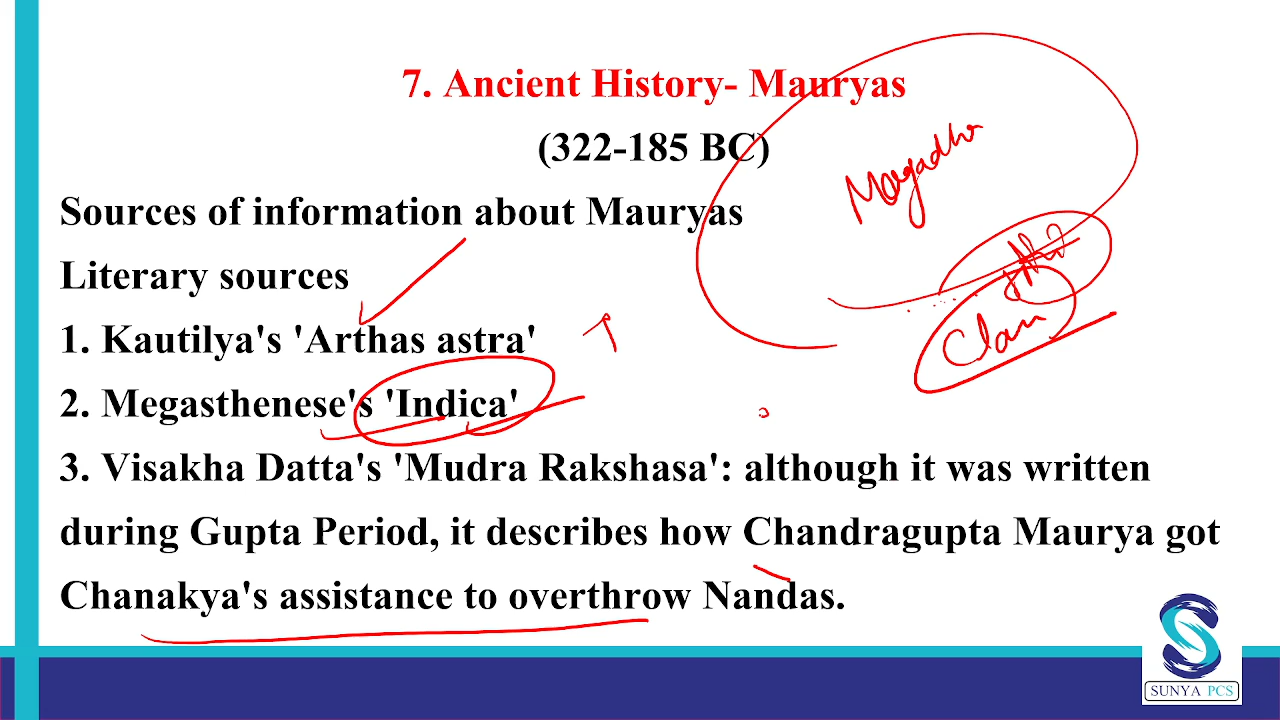 7. Ancient History- Mauryas
(322-185 BC)
Magadha
Sources of information about Mauryas
Literary sources
Clan
1. Kautilya's 'Arthas astra'
2. Megasthenese's 'Indica'
3. Visakha Datta's 'Mudra Rakshasa': although it was written
during Gupta Period, it describes how Chandragupta Maurya got
Chanakya's assistance to overthrow Nandas.
SUNYA PCS